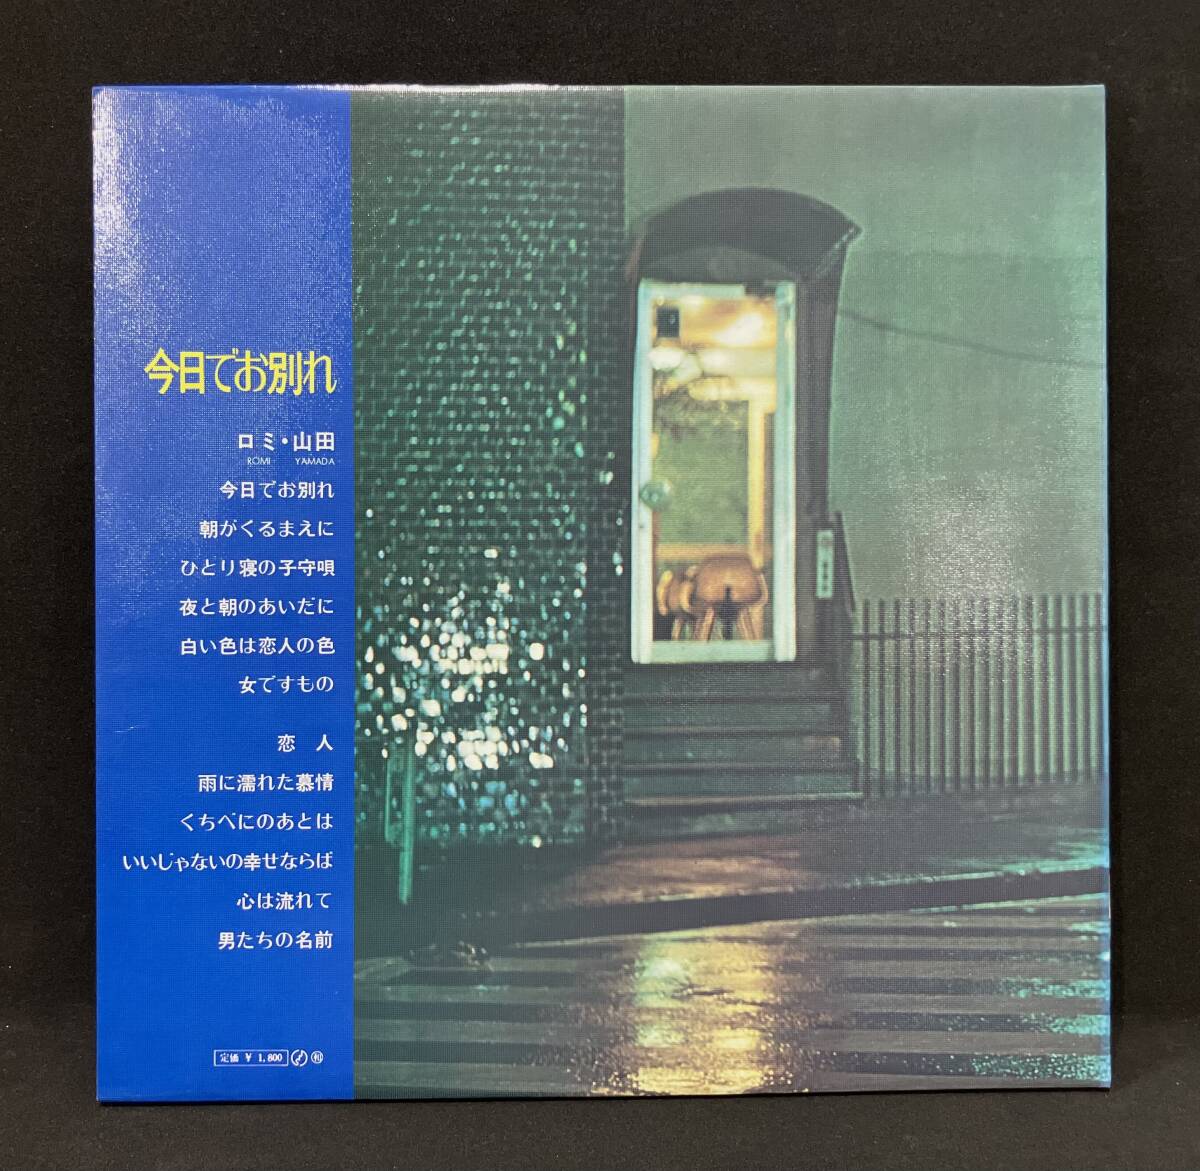 今日でお別れ
ロミ・山田
ROMI YAMADA
今日でお別れ
朝がくるまえに
ひとり寝の子守唄
夜と朝のあいだに
白い色は恋人の色
女ですもの
恋 人
雨に濡れた慕情
くちべにのあとは
いいじゃないの幸せならば
心は流れて
男たちの名前
定価 ¥ 1,800